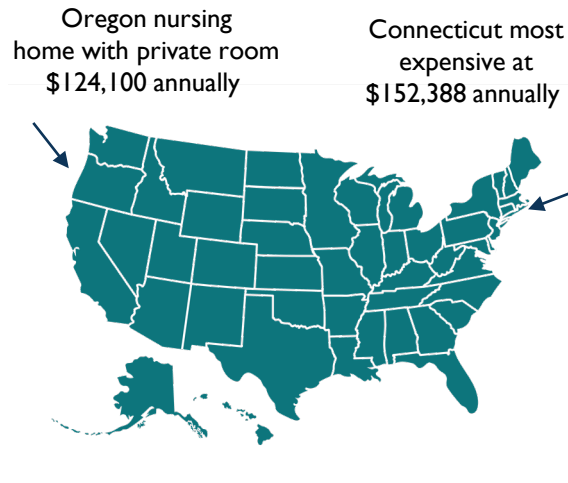 Oregon nursing
home with private room
$124,100 annually
Connecticut most
expensive at
$152,388 annually